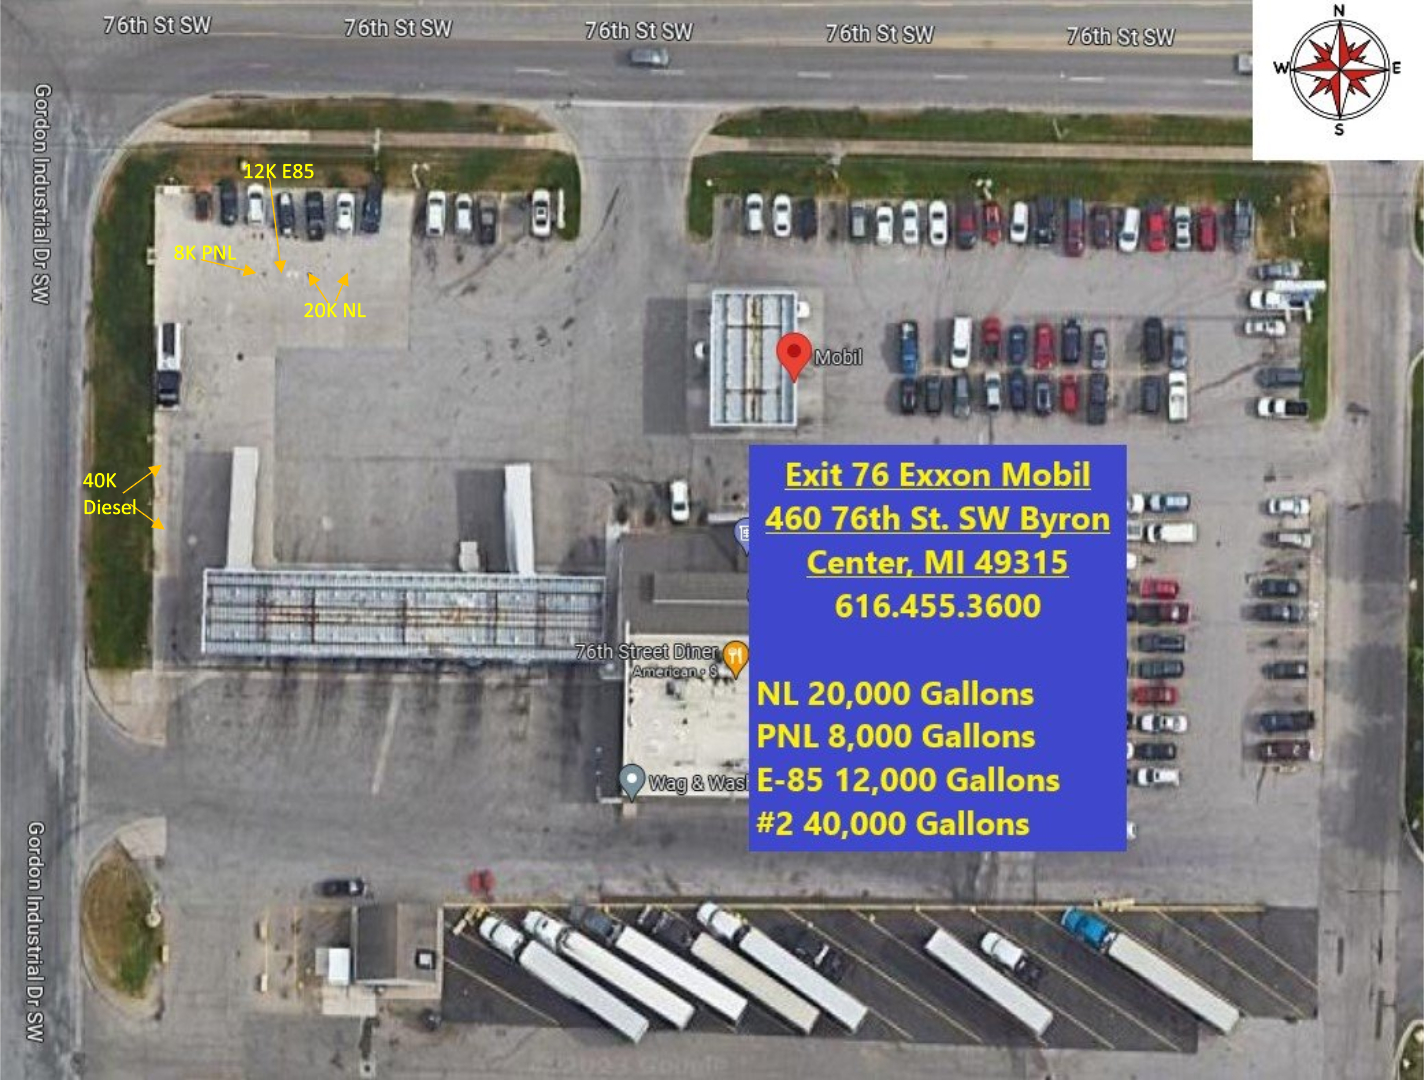 76th St SW
76th St SW
76th St SW
76th St SW
76th St SW
N
W
E
S
Gordon Industrial Dr SW
12K E85
8K PNL
20K NL
Mobil
40K
Diesel
Exit 76 Exxon Mobil
460 76th St. SW Byron
Center, MI 49315
616.455.3600
NL 20,000 Gallons
PNL 8,000 Gallons
E-85 12,000 Gallons
#2 40,000 Gallons
76th Street Diner
American • $
Wag & Was
Gordon Industrial Dr SW